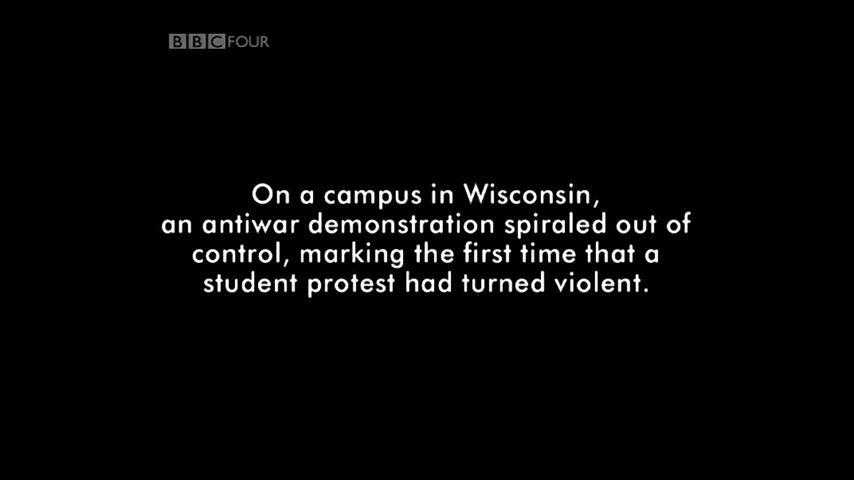 BBC FOUR
On a campus in Wisconsin,
an antiwar demonstration spiraled out of
control, marking the first time that a
student protest had turned violent.